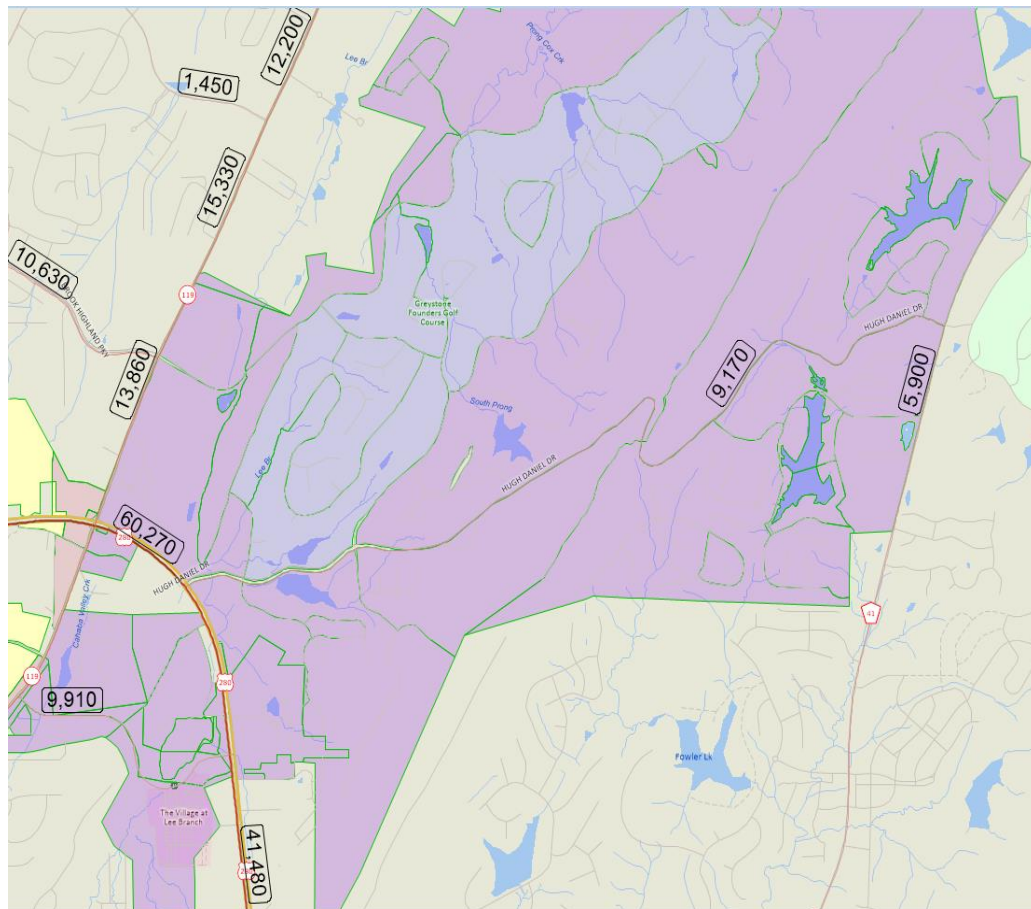 12,200
Prong Cox Crk
Lee Br
1,450
15,330
10,630
BROOK HIGHLAND PKY
119
Greystone
Founders Golf
Course
HUGH DANIEL DR
13,860
9,170
5,900
South Prong
Lee Br
HUGH DANIEL DR
60,270
280
HUGH DANIEL DR
Cahaba Valley Crk
41
119
280
9,910
Fowler Lk
The Village at
Lee Branch
41,480
280